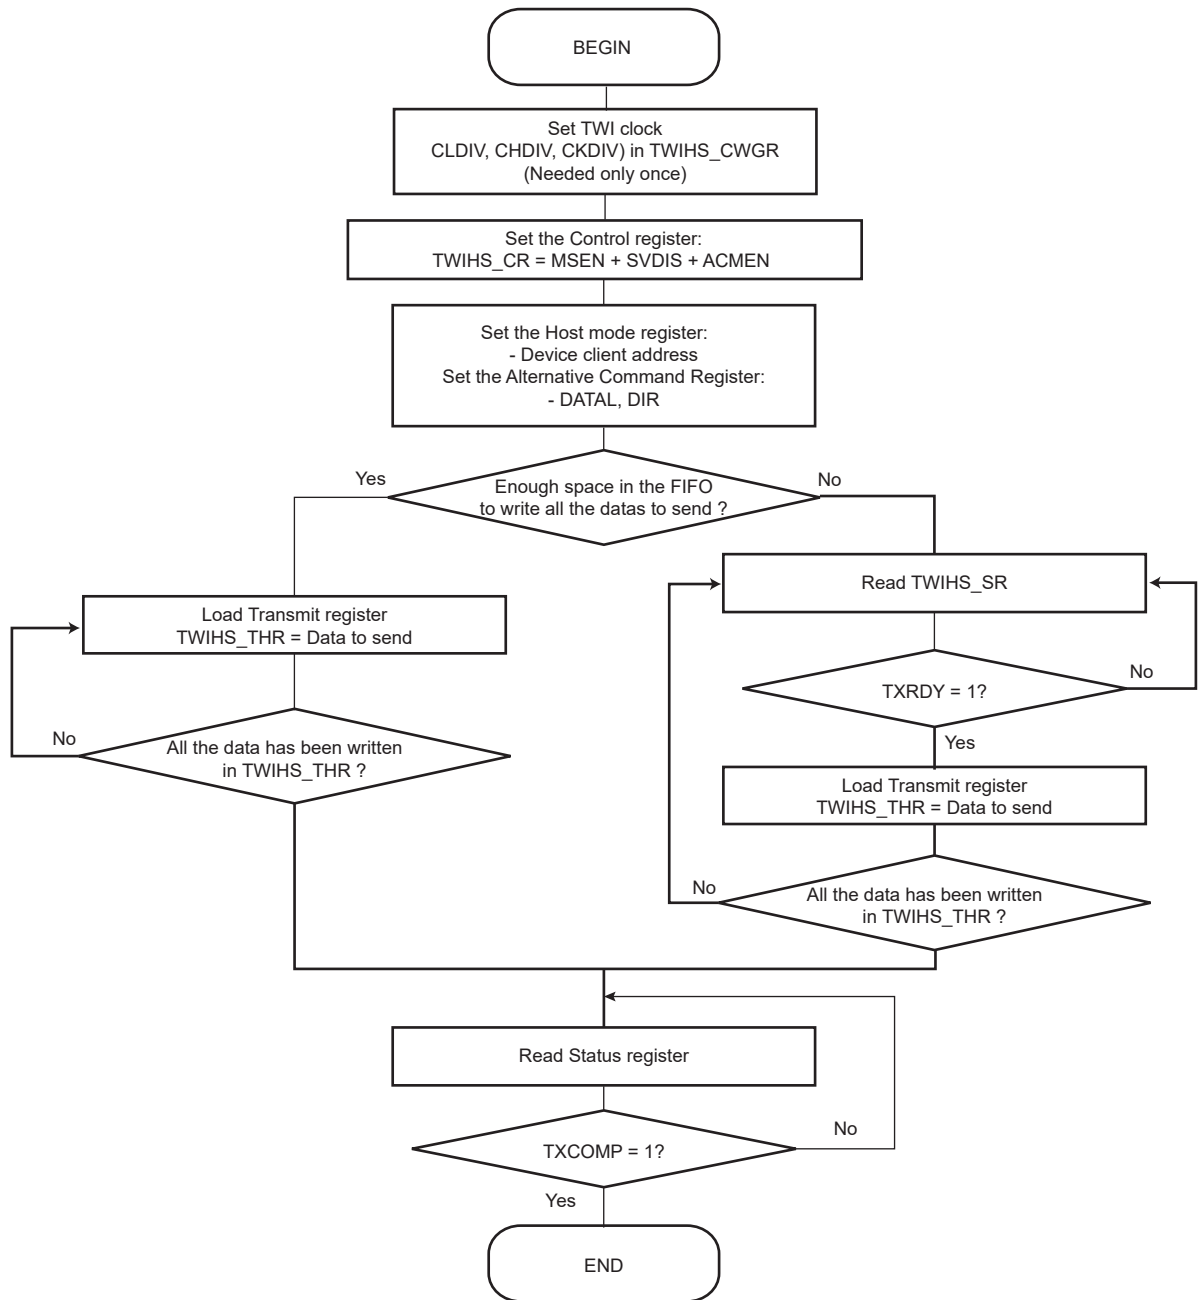 BEGIN
Set TWI clock
CLDIV, CHDIV, CKDIV) in TWIHS_CWGR
(Needed only once)
Set the Control register:
TWIHS_CR = MSEN + SVDIS + ACMEN
Set the Host mode register:
- Device client address
Set the Alternative Command Register:
- DATAL, DIR
Yes
Enough space in the FIFO
to write all the datas to send ?
No
Load Transmit register
TWIHS_THR = Data to send
No
All the data has been written
in TWIHS_THR ?
Read TWIHS_SR
TXRDY = 1?
No
Yes
Load Transmit register
TWIHS_THR = Data to send
No
All the data has been written
in TWIHS_THR ?
Read Status register
TXCOMP = 1?
No
Yes
END